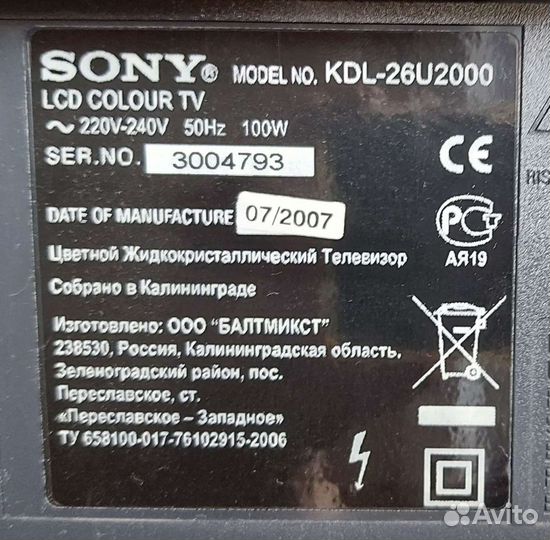 SONY® MODEL NO. KDL-26U2000
LCD COLOUR TV
~ 220V-240V 50Hz 100W
SER.NO. 3004793
CE
RIS
DATE OF MANUFACTURE 07/2007
РСТ
АЯ19
Цветной Жидкокристаллический Телевизор
Собрано в Калининграде
Изготовлено: ООО "БАЛТМИКСТ"
238530, Россия, Калининградская область,
Зеленоградский район, пос.
Переславское, ст.
«Переславское – Западное»
ТУ 658100-017-76102915-2006
Avito